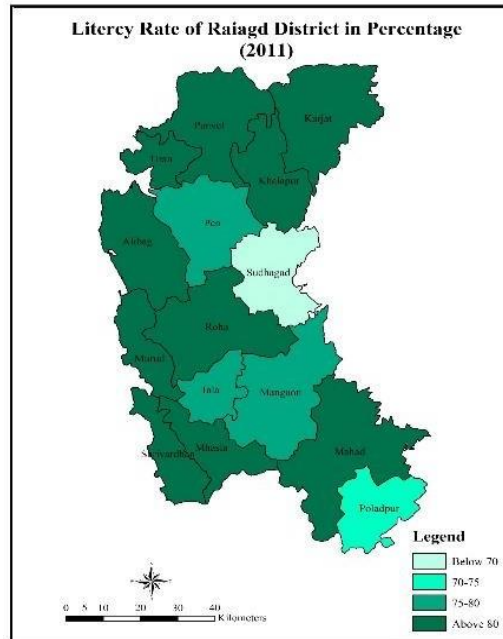 Litercy Rate of Raiagd District in Percentage
(2011)
Karjat
Panvel
Uran
Khalapur
Pen
Alibag
Sudhagad
Roha
Murud
Tala
Mangaon
Mhasla
Shrivardhan
Mahad
Poladpur
Legend
Below 70
70-75
75-80
Above 80
0 5 10 20 30 40
Kilometers